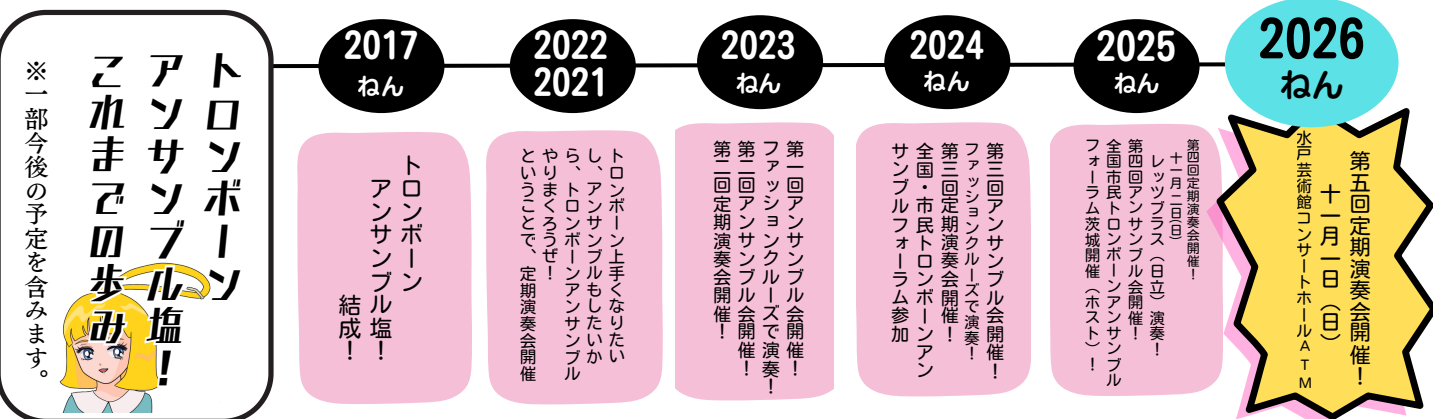 トロンボーン
アンサンブル塩！
これまでの歩み
※一部今後の予定を含みます。
2017
ねん
トロンボーン
アンサンブル塩！
結成！
2022
2021
トロンボーン上手くなりたい
し、アンサンブルもしたいか
ら、トロンボーンアンサンブル
やりまくろうぜ！
ということで、定期演奏会開催
2023
ねん
第一回アンサンブル会開催！
ファッションクルーズで演奏！
第二回アンサンブル会開催！
第二回定期演奏会開催！
2024
ねん
第三回アンサンブル会開催！
ファッションクルーズで演奏！
第三回定期演奏会開催！
全国・市民トロンボーンアン
サンブルフォーラム参加
2025
ねん
第四回定期演奏会開催！
十一月二日(日)
レッツブラス（日立）演奏！
第四回アンサンブル会開催！
全国市民トロンボーンアンサンブル
フォーラム茨城開催（ホスト）！
2026
ねん
第五回定期演奏会開催！
十一月一日（日）
水戸芸術館コンサートホールATM